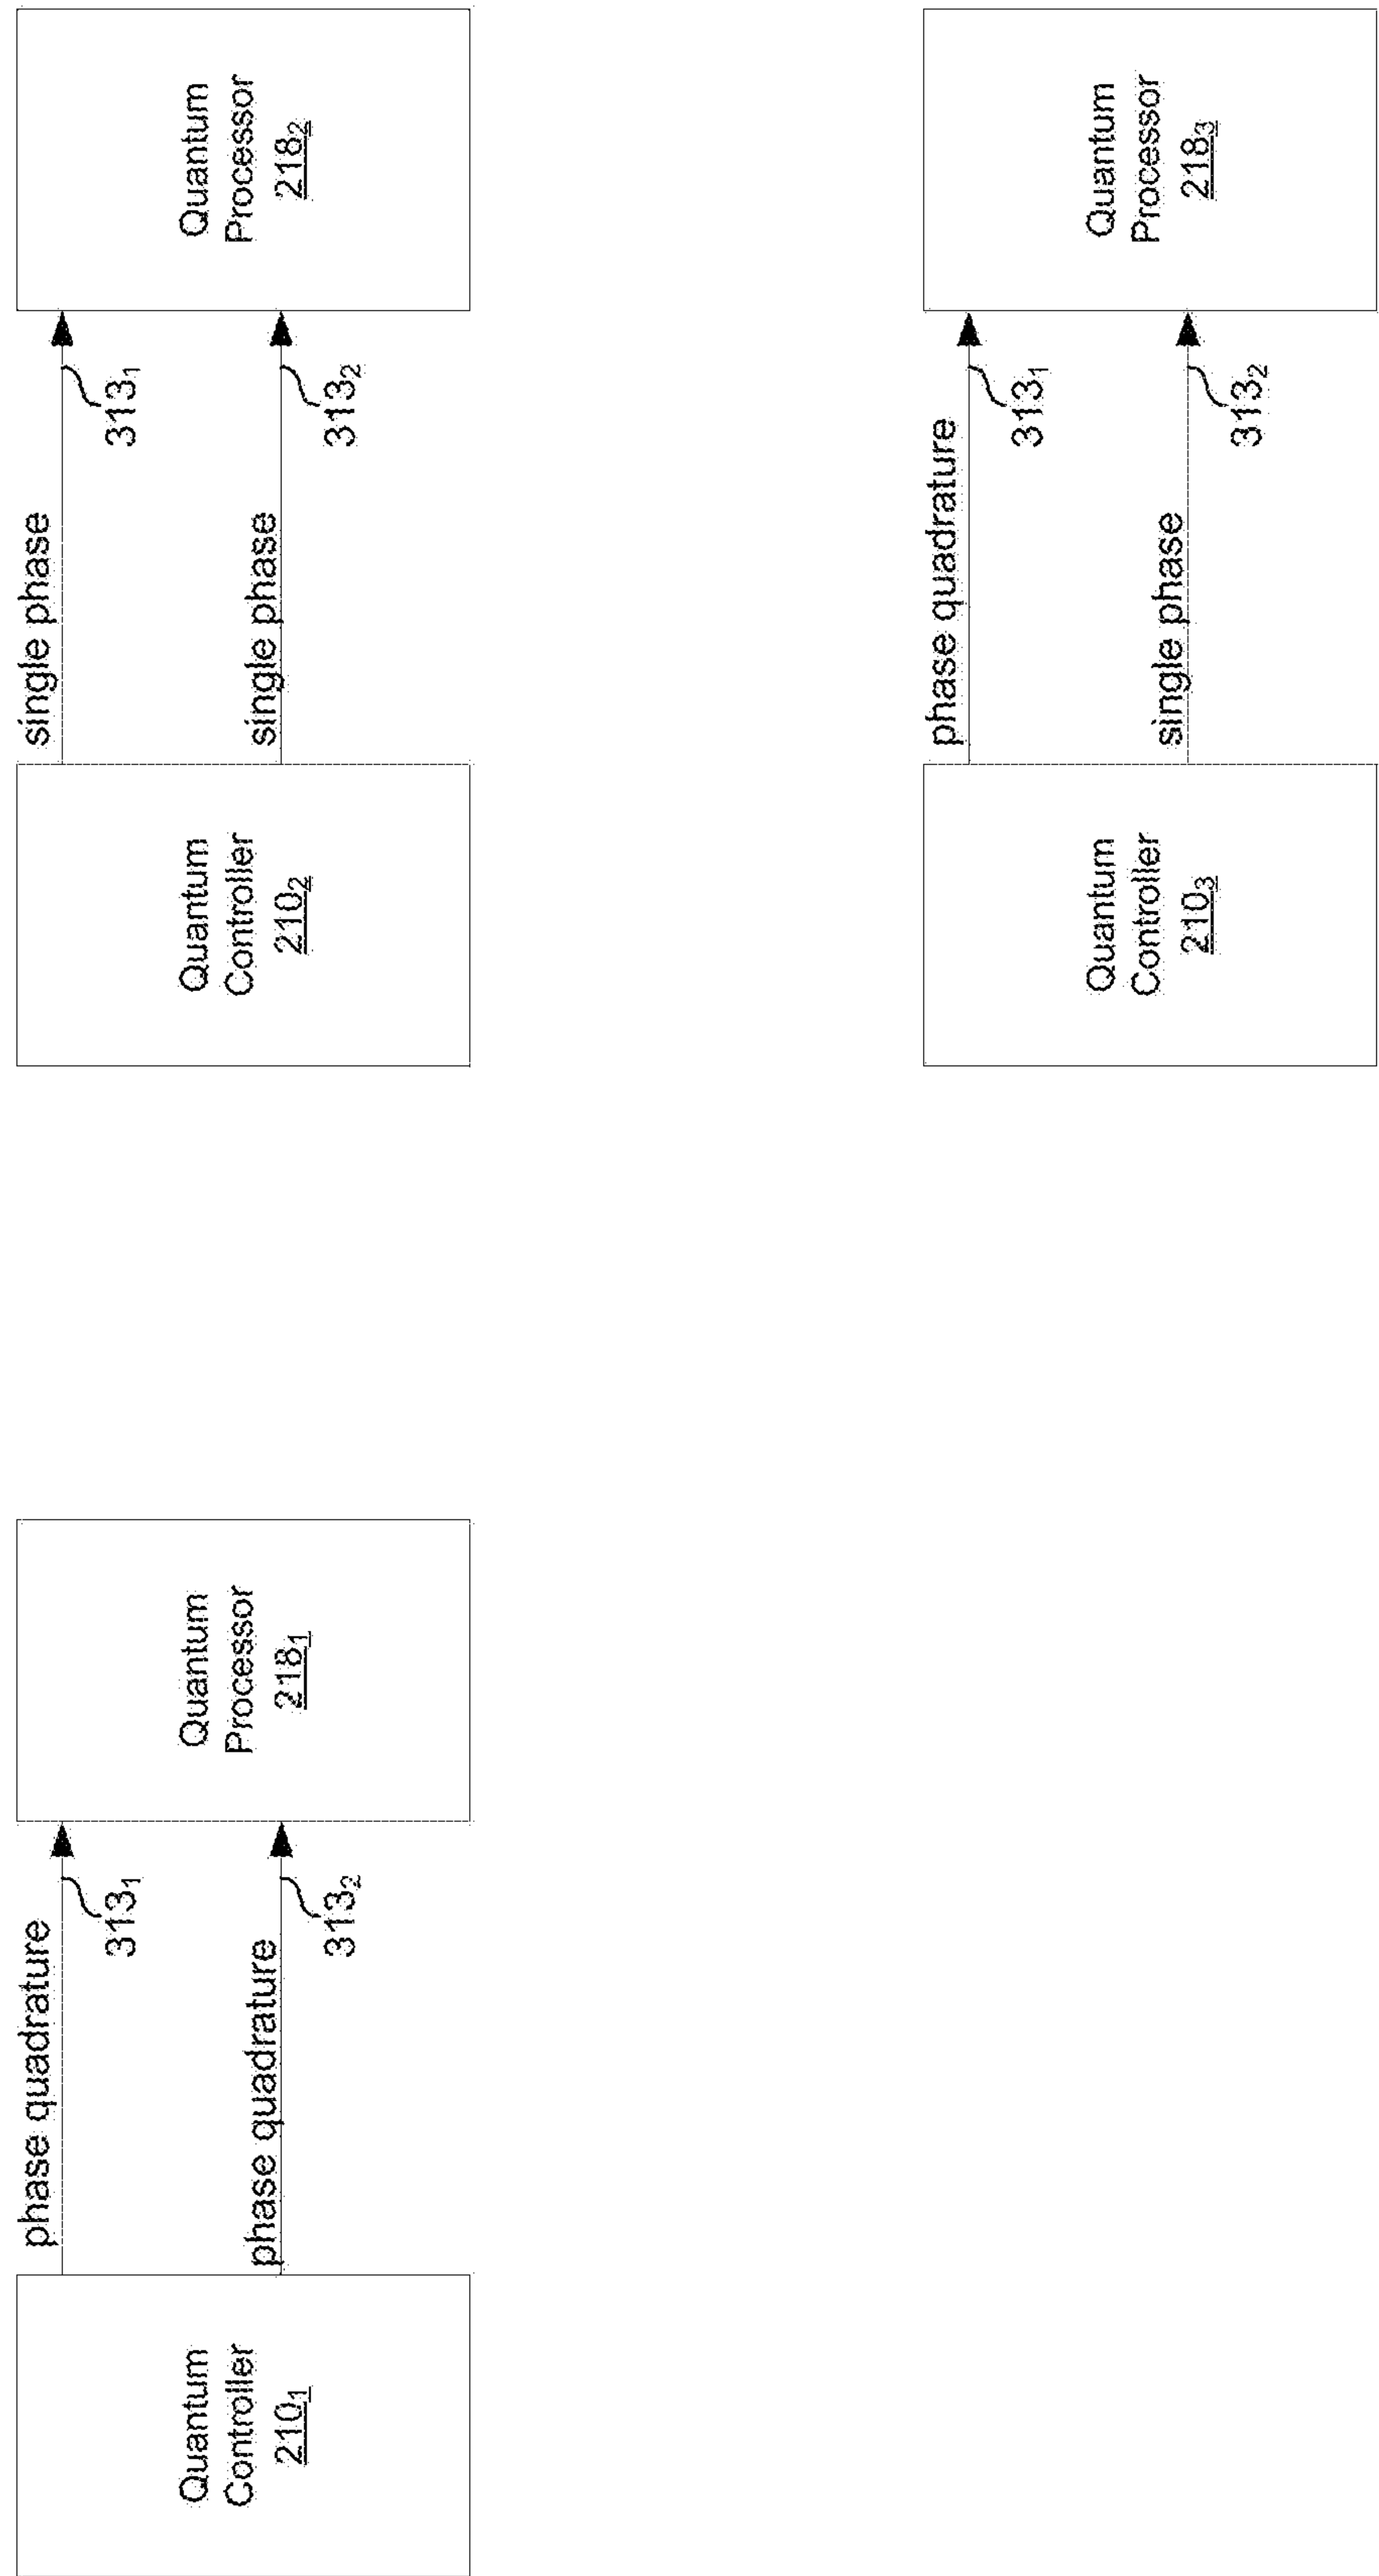 phase quadrature
313₁
phase quadrature
313₂
Quantum
Controller
210₁
Quantum
Processor
218₁
single phase
313₁
single phase
313₂
Quantum
Controller
210₂
Quantum
Processor
218₂
phase quadrature
313₁
single phase
313₂
Quantum
Controller
210₃
Quantum
Processor
218₃